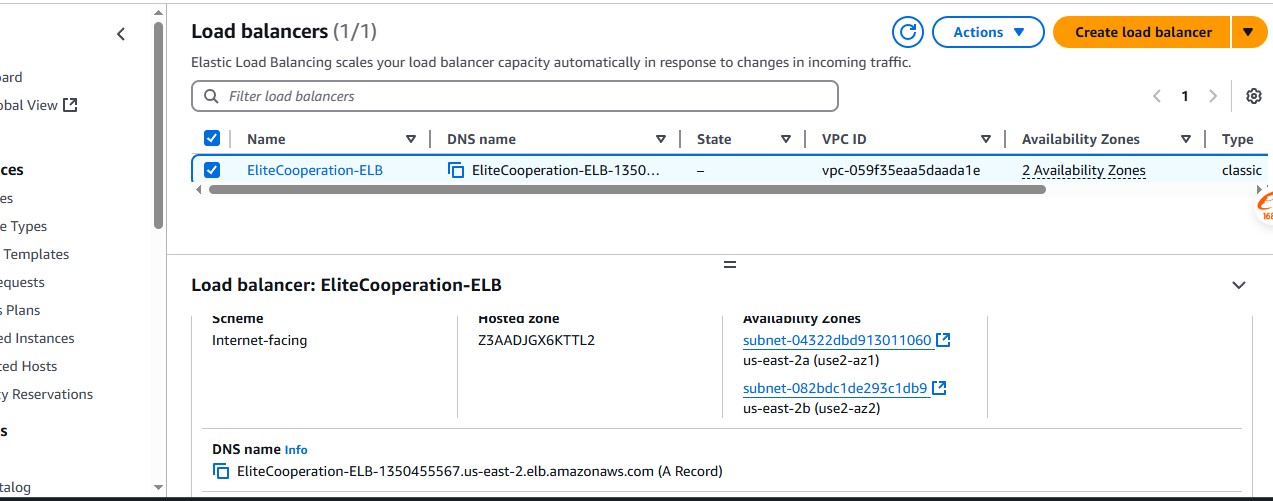 Load balancers (1/1)
Actions
Create load balancer
Elastic Load Balancing scales your load balancer capacity automatically in response to changes in incoming traffic.
Filter load balancers
1
Name DNS name State VPC ID Availability Zones Type
EliteCooperation-ELB EliteCooperation-ELB-1350... – vpc-059f35eaa5daada1e 2 Availability Zones classic
oard
obal View
ces
es
e Types
Templates
equests
s Plans
ed Instances
ted Hosts
ty Reservations
s
talog
168
Load balancer: EliteCooperation-ELB
Scheme
Internet-facing
Hosted zone
Z3AADJGX6KTTL2
Availability Zones
subnet-04322dbd913011060
us-east-2a (use2-az1)
subnet-082bdc1de293c1db9
us-east-2b (use2-az2)
DNS name Info
EliteCooperation-ELB-1350455567.us-east-2.elb.amazonaws.com (A Record)